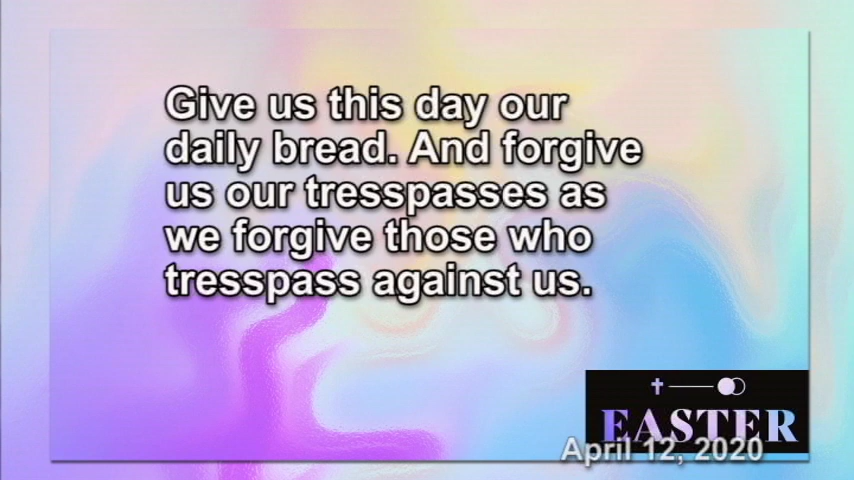 Give us this day our
daily bread. And forgive
us our tresspasses as
we forgive those who
tresspass against us.
EASTER
April 12, 2020